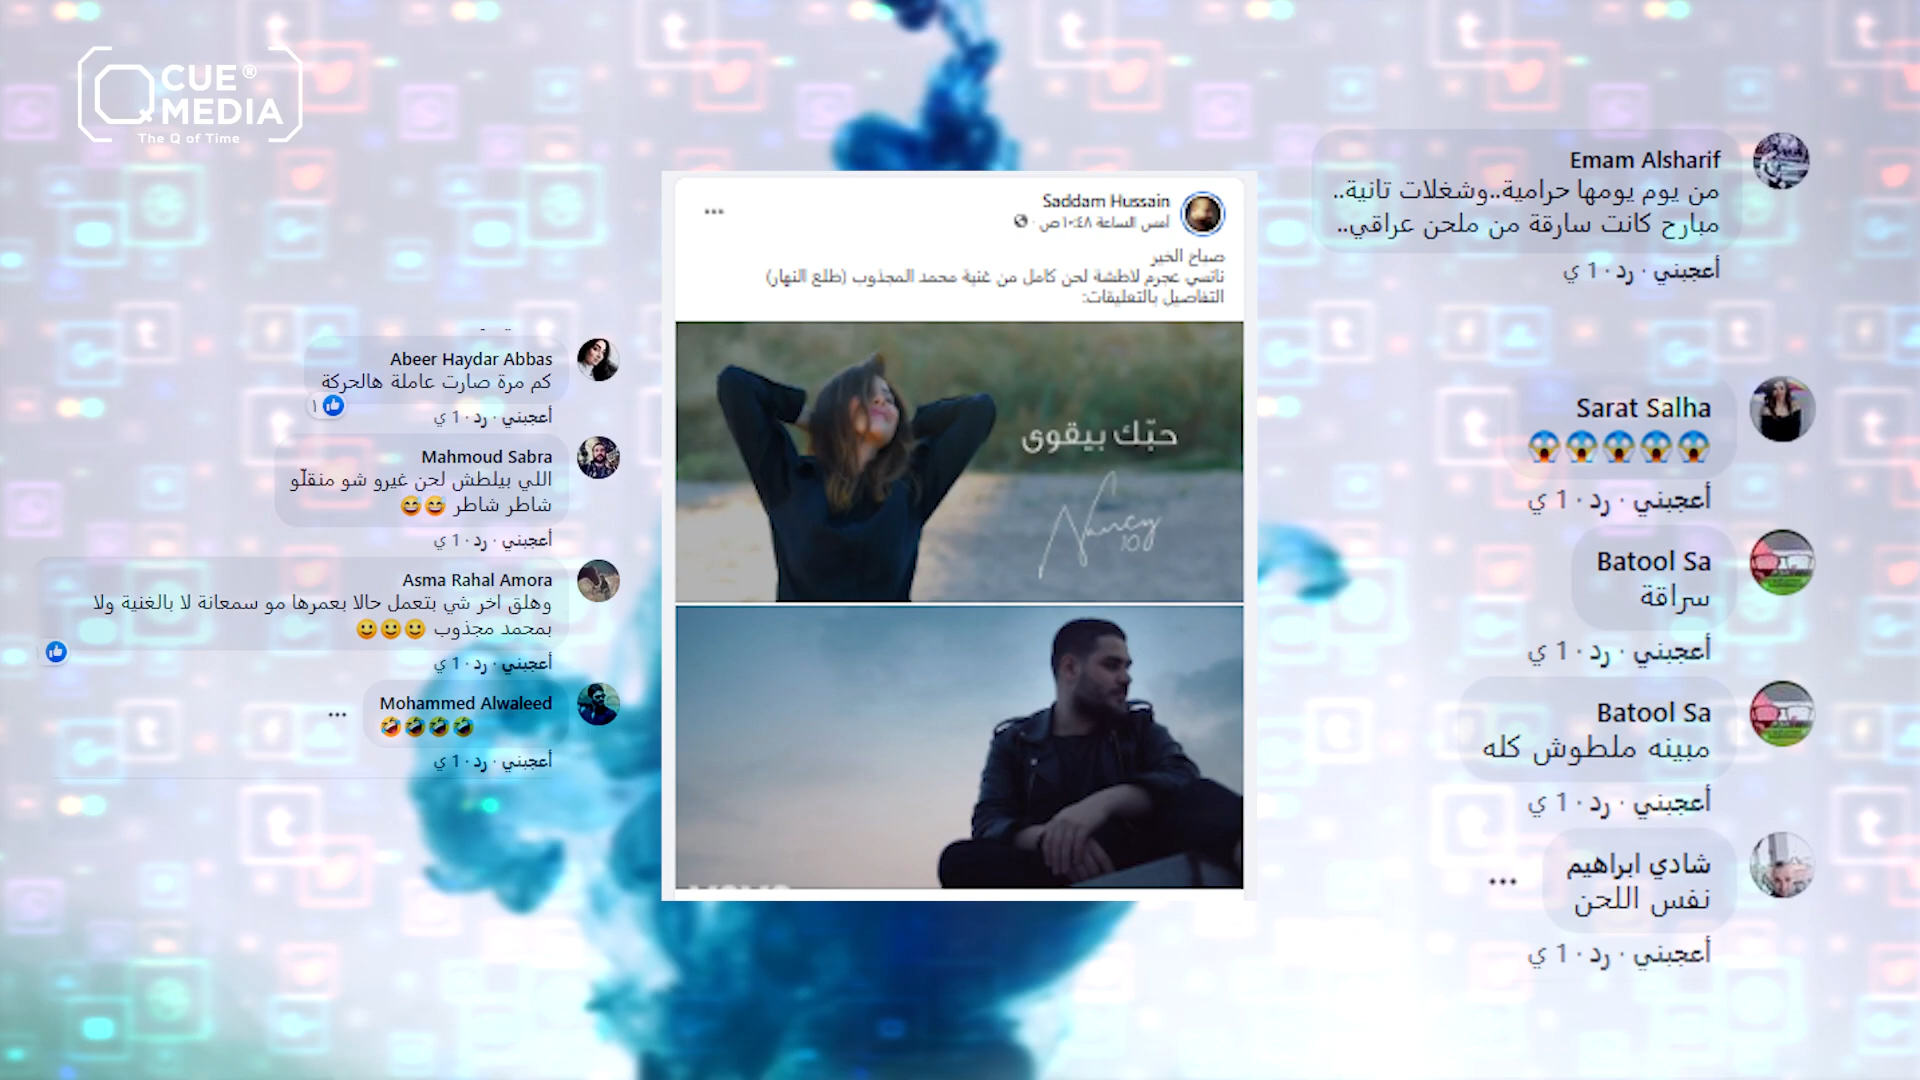 CUE®
MEDIA
The Q of Time
Saddam Hussain
أمس الساعة ١٠:٤٨ ص ·
صباح الخير
نانسي عجرم لاطشة لحن كامل من غنية محمد المجذوب (طلع النهار)
التفاصيل بالتعليقات:
حبّك بيقوى
Nancy
10
Abeer Haydar Abbas
كم مرة صارت عاملة هالحركة
١
أعجبني · رد · 1 ي
Mahmoud Sabra
اللي بيلطش لحن غيرو شو منقلّو
شاطر شاطر 😅😅
أعجبني · رد · 1 ي
Asma Rahal Amora
وهلق اخر شي بتعمل حالا بعمرها مو سمعانة لا بالغنية ولا
بمحمد مجذوب 🙂🙂🙂
أعجبني · رد · 1 ي
Mohammed Alwaleed
🤣🤣🤣🤣
أعجبني · رد · 1 ي
Emam Alsharif
من يوم يومها حرامية..وشغلات تانية..
مبارح كانت سارقة من ملحن عراقي..
أعجبني · رد · 1 ي
Sarat Salha
😱😱😱😱😱
أعجبني · رد · 1 ي
Batool Sa
سراقة
أعجبني · رد · 1 ي
Batool Sa
مبينه ملطوش كله
أعجبني · رد · 1 ي
شادي ابراهيم
نفس اللحن
أعجبني · رد · 1 ي